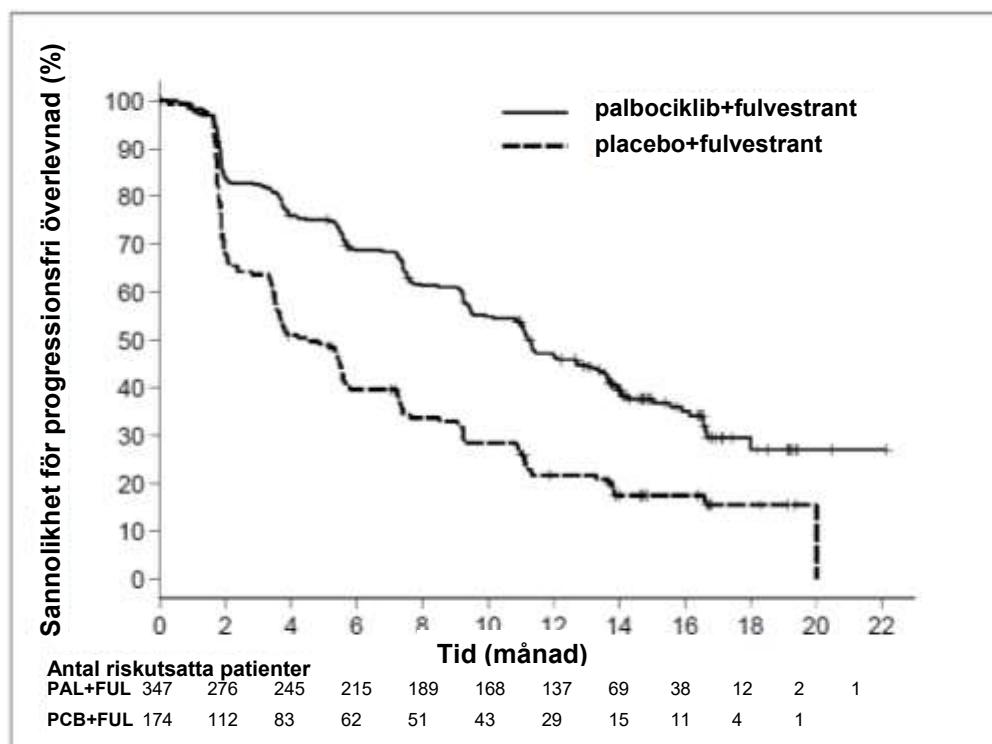 Sannolikhet för progressionsfri överlevnad (%)
100
90
80
70
60
50
40
30
20
10
0
palbociklib+fulvestrant
placebo+fulvestrant
0 2 4 6 8 10 12 14 16 18 20 22
Tid (månad)
Antal riskutsatta patienter
PAL+FUL 347 276 245 215 189 168 137 69 38 12 2 1
PCB+FUL 174 112 83 62 51 43 29 15 11 4 1